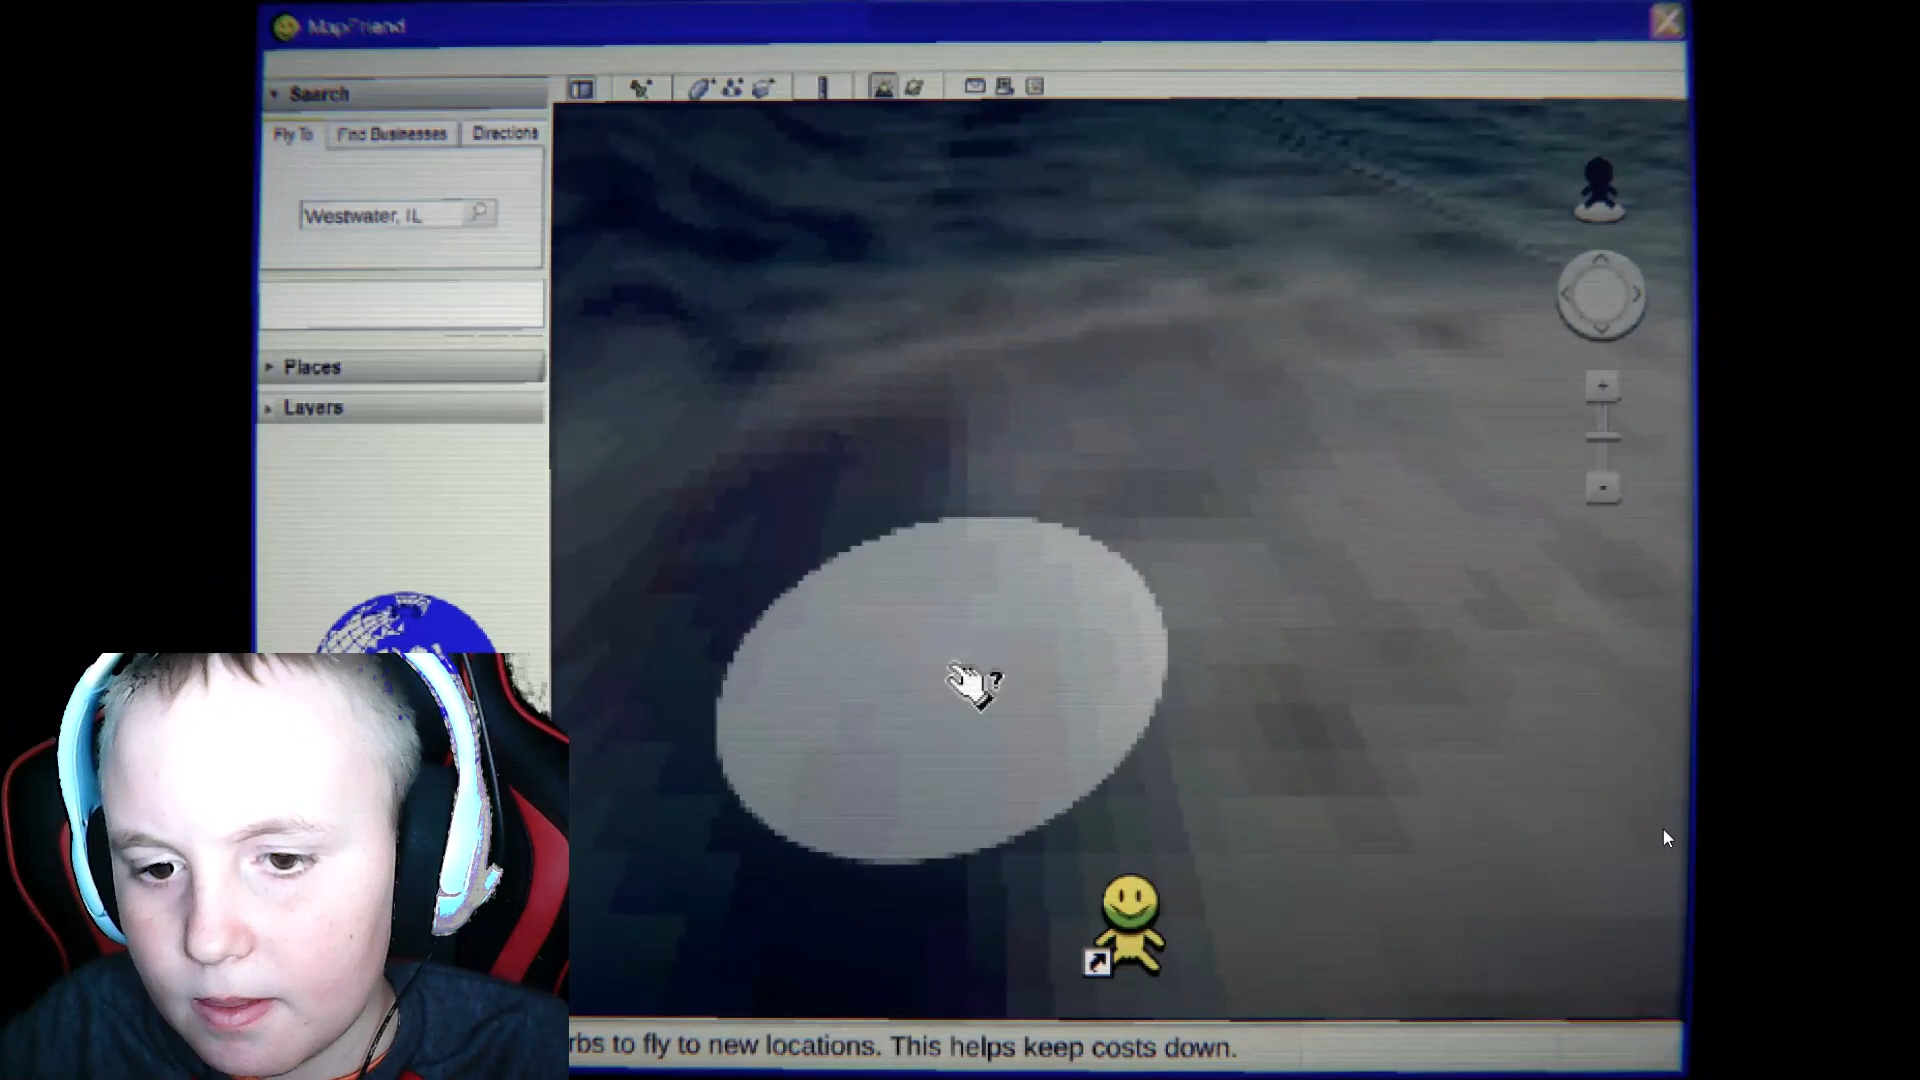 MapFriend
Search
Fly To
Find Businesses
Directions
Westwater, IL
Places
Layers
?
rbs to fly to new locations. This helps keep costs down.